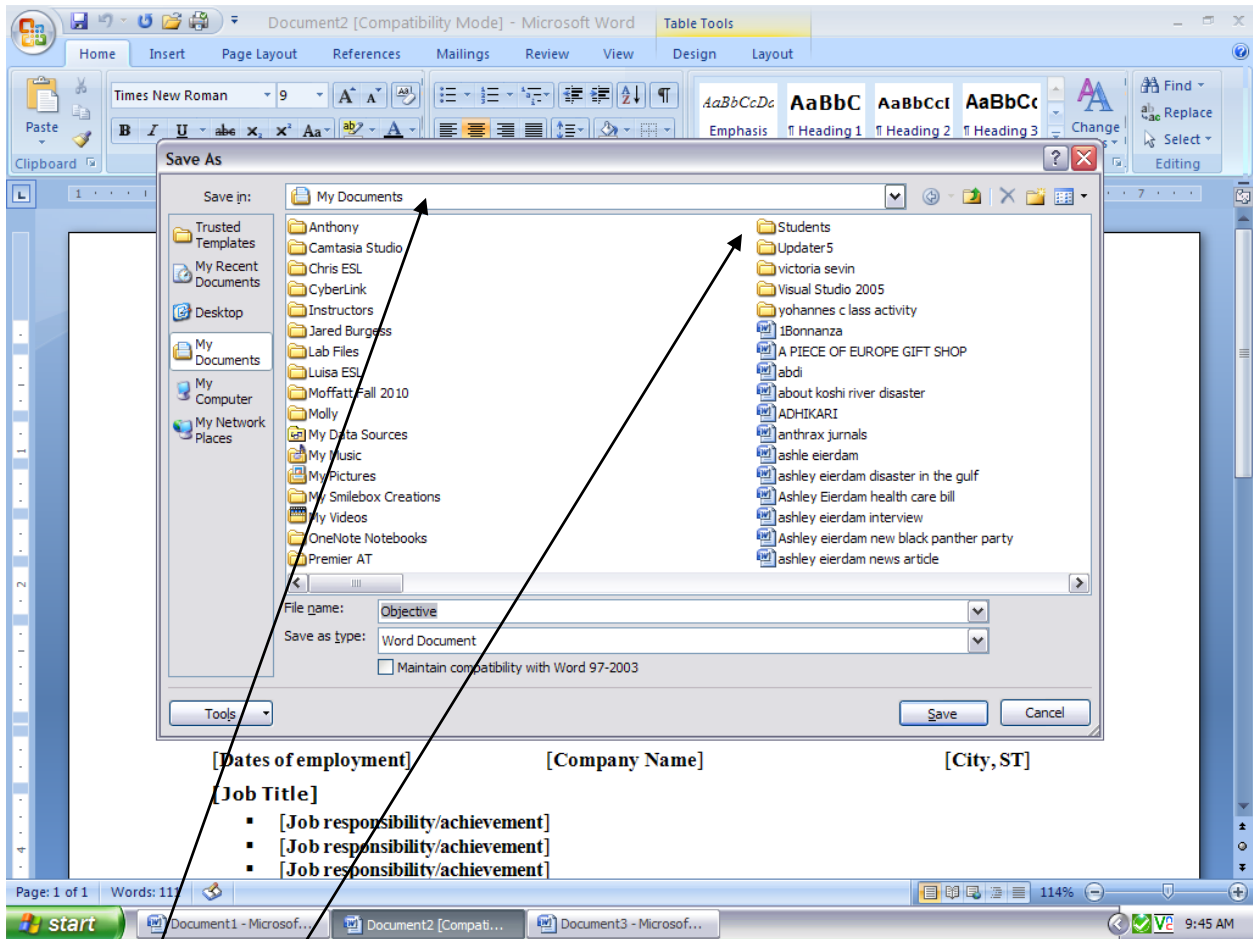 Document2 [Compatibility Mode] - Microsoft Word Table Tools
Home Insert Page Layout References Mailings Review View Design Layout
Times New Roman 9 A A
AaBbCcDc AaBbC AaBbCcI AaBbCc
Find
Replace
Paste
B I U abe X₂ X² Aa ab A
Emphasis ¶ Heading 1 ¶ Heading 2 ¶ Heading 3 Change
Select
Clipboard
Editing
Save As
Save in: My Documents
Trusted Templates
My Recent Documents
Desktop
My Documents
My Computer
My Network Places
Anthony
Camtasia Studio
Chris ESL
CyberLink
Instructors
Jared Burgess
Lab Files
Luisa ESL
Moffatt Fall 2010
Molly
My Data Sources
My Music
My Pictures
My Smilebox Creations
My Videos
OneNote Notebooks
Premier AT
Students
Updater5
victoria sevin
Visual Studio 2005
yohannes c lass activity
1Bonnanza
A PIECE OF EUROPE GIFT SHOP
abdi
about koshi river disaster
ADHIKARI
anthrax jurnals
ashle eierdam
ashley eierdam disaster in the gulf
Ashley Eierdam health care bill
ashley eierdam interview
Ashley eierdam new black panther party
ashley eierdam news article
File name: Objective
Save as type: Word Document
Maintain compatibility with Word 97-2003
Tools Save Cancel
[Dates of employment] [Company Name] [City, ST]
[Job Title]
▪ [Job responsibility/achievement]
▪ [Job responsibility/achievement]
▪ [Job responsibility/achievement]
Page: 1 of 1 Words: 111 114%
start Document1 - Microsof... Document2 [Compati... Document3 - Microsof... 9:45 AM